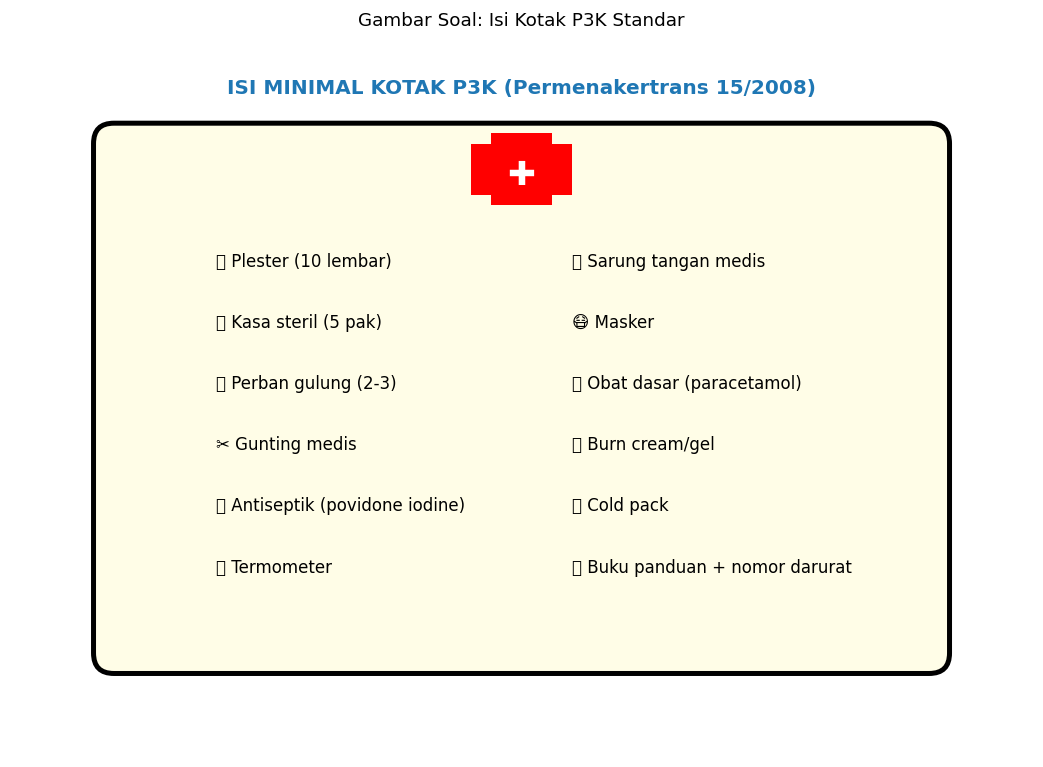 Gambar Soal: Isi Kotak P3K Standar
ISI MINIMAL KOTAK P3K (Permenakertrans 15/2008)
Plester (10 lembar)
Kasa steril (5 pak)
Perban gulung (2-3)
✂ Gunting medis
Antiseptik (povidone iodine)
Termometer
Sarung tangan medis
😷 Masker
Obat dasar (paracetamol)
Burn cream/gel
Cold pack
Buku panduan + nomor darurat